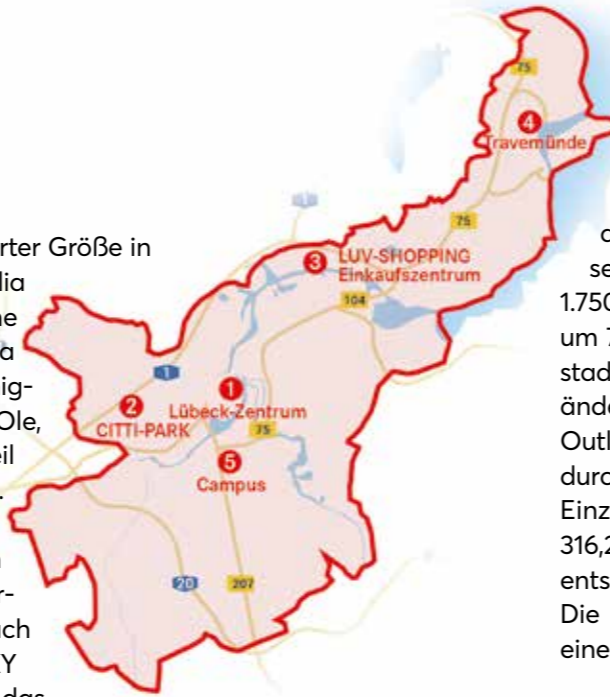 rter Größe in
lia
ne
a
ig-
Ole,
eil
r-
ach
Y
das
75
4
Travemünde
1
75
3
LUV-SHOPPING
Einkaufszentrum
104
1
1
Lübeck-Zentrum
2
CITTI-PARK
75
5
Campus
20
207
se
1.750
um 7
stad
ände
Outl
durc
Einz
316,2
ents
Die
eine